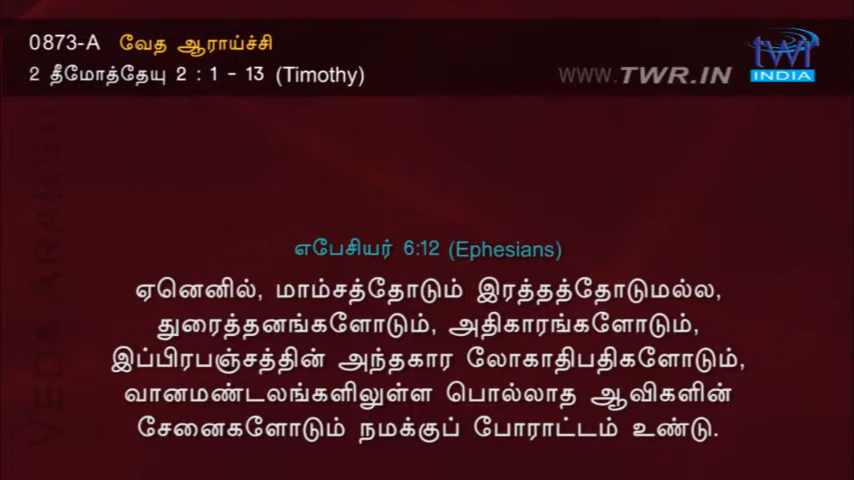 0873-A வேத ஆராய்ச்சி
2 தீமோத்தேயு 2 : 1 - 13 (Timothy)
WWW.TWR.IN
twr
INDIA
VEDA ARAICHI
எபேசியர் 6:12 (Ephesians)
ஏனெனில், மாம்சத்தோடும் இரத்தத்தோடுமல்ல,
துரைத்தனங்களோடும், அதிகாரங்களோடும்,
இப்பிரபஞ்சத்தின் அந்தகார லோகாதிபதிகளோடும்,
வானமண்டலங்களிலுள்ள பொல்லாத ஆவிகளின்
சேனைகளோடும் நமக்குப் போராட்டம் உண்டு.